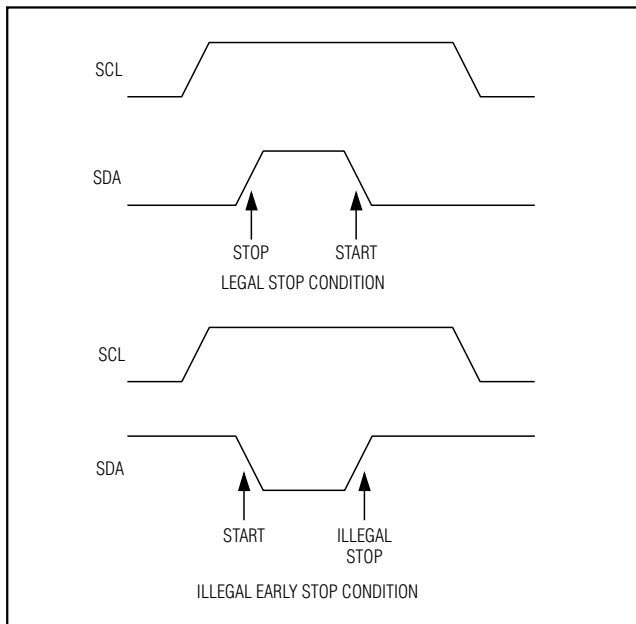 SCL
SDA
STOP START
LEGAL STOP CONDITION
SCL
SDA
START ILLEGAL
STOP
ILLEGAL EARLY STOP CONDITION